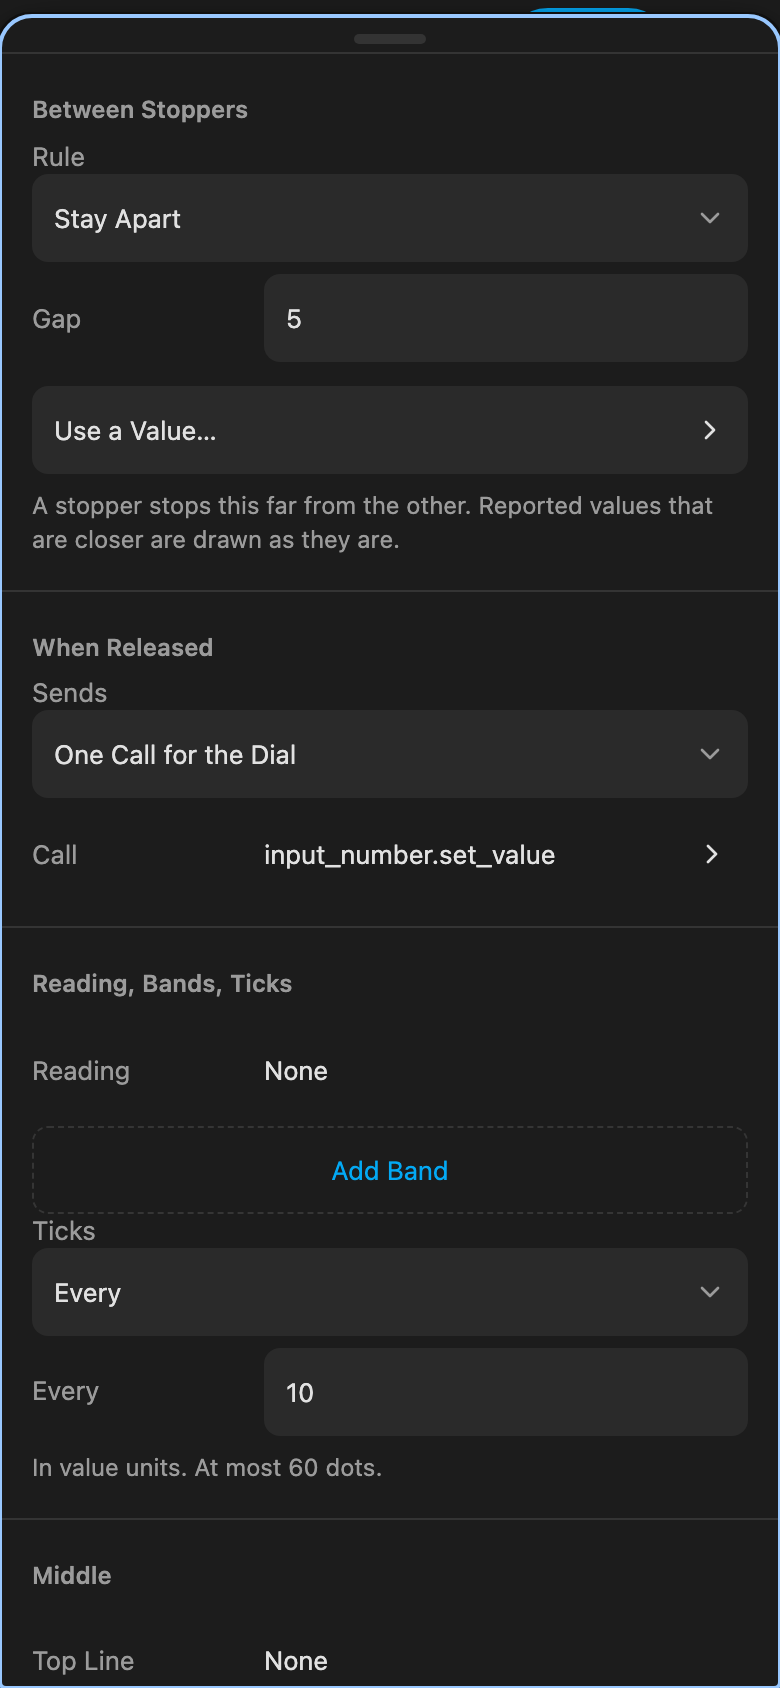 Between Stoppers
Rule
Stay Apart
Gap
5
Use a Value...
A stopper stops this far from the other. Reported values that
are closer are drawn as they are.
When Released
Sends
One Call for the Dial
Call
input_number.set_value
Reading, Bands, Ticks
Reading
None
Add Band
Ticks
Every
Every
10
In value units. At most 60 dots.
Middle
Top Line
None